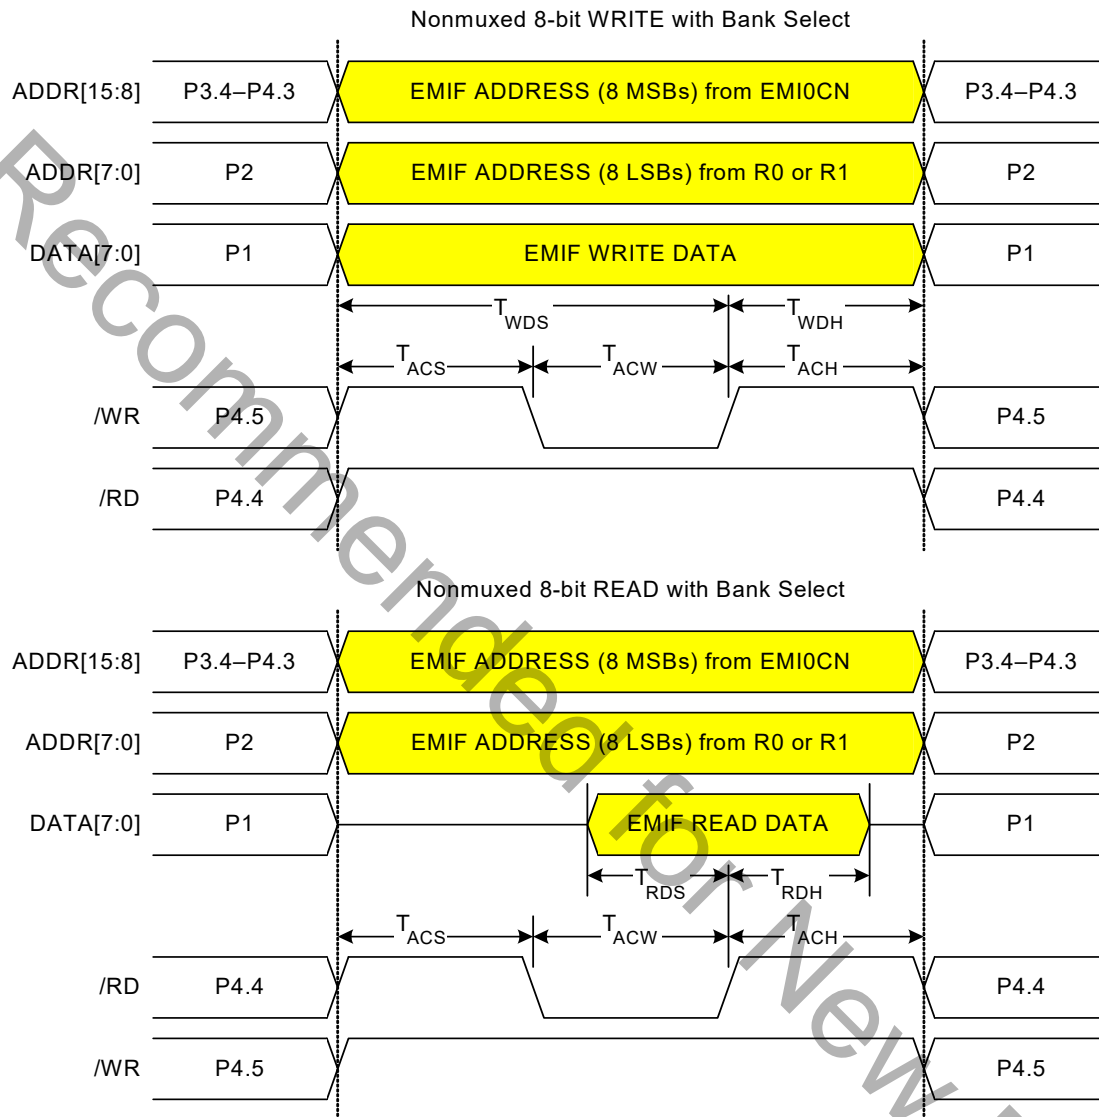 Nonmuxed 8-bit WRITE with Bank Select
ADDR[15:8] P3.4–P4.3 EMIF ADDRESS (8 MSBs) from EMI0CN P3.4–P4.3
ADDR[7:0] P2 EMIF ADDRESS (8 LSBs) from R0 or R1 P2
DATA[7:0] P1 EMIF WRITE DATA P1
TWDS TWDH
TACS TACW TACH
/WR P4.5 P4.5
/RD P4.4 P4.4
Nonmuxed 8-bit READ with Bank Select
ADDR[15:8] P3.4–P4.3 EMIF ADDRESS (8 MSBs) from EMI0CN P3.4–P4.3
ADDR[7:0] P2 EMIF ADDRESS (8 LSBs) from R0 or R1 P2
DATA[7:0] P1 EMIF READ DATA P1
TRDS TRDH
TACS TACW TACH
/RD P4.4 P4.4
/WR P4.5 P4.5
Recommended for New